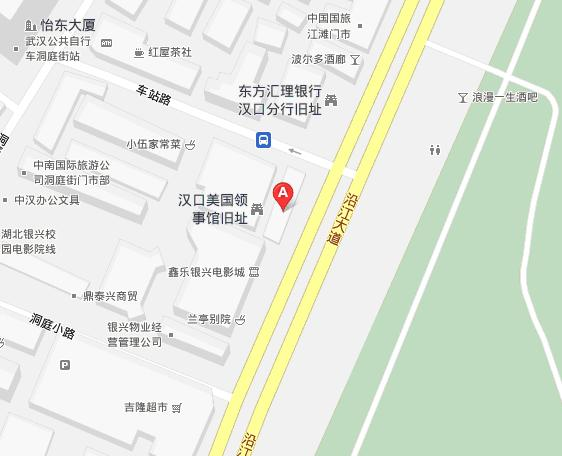 中国国旅
江滩门市
怡东大厦
武汉公共自行
车洞庭街站
ATM
红屋茶社
波尔多酒廊
东方汇理银行
汉口分行旧址
车站路
浪漫一生酒吧
小伍家常菜
中南国际旅游公
司洞庭街门市部
中汉办公文具
汉口美国领
事馆旧址
A
沿江大道
湖北银兴校
园电影院线
鑫乐银兴电影城
鼎泰兴商贸
洞庭小路
兰亭别院
银兴物业经
营管理公司
P
吉隆超市
沿江